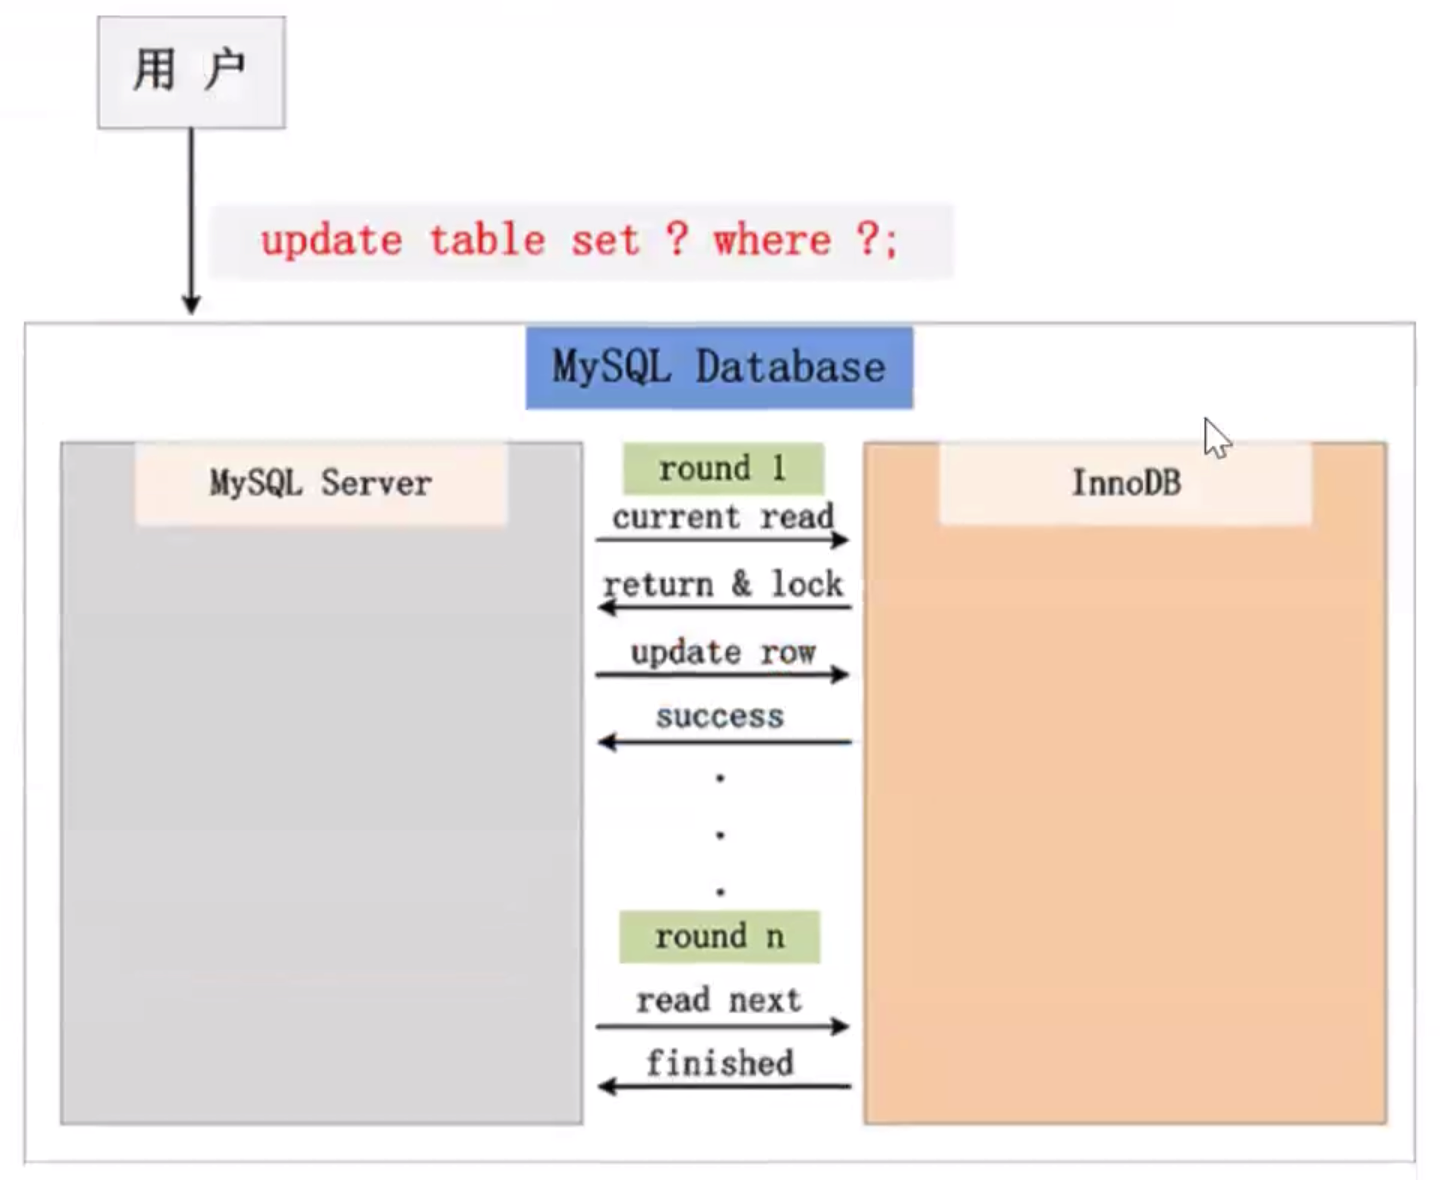 用 户
update table set ? where ?;
MySQL Database
MySQL Server
round 1
InnoDB
current read
return & lock
update row
success
.
.
.
round n
read next
finished